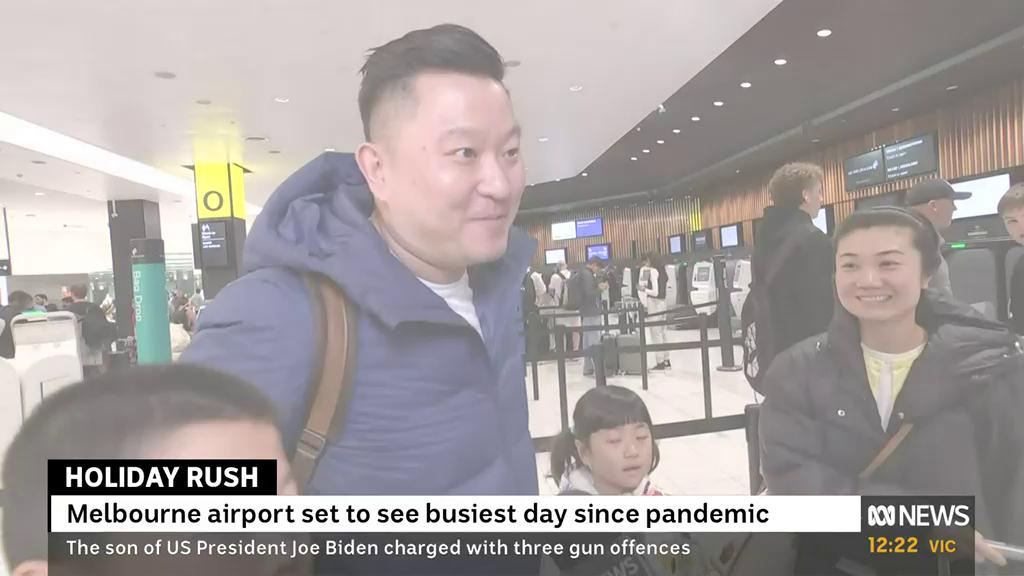 O
HOLIDAY RUSH
Melbourne airport set to see busiest day since pandemic
The son of US President Joe Biden charged with three gun offences
NEWS
12:22 VIC